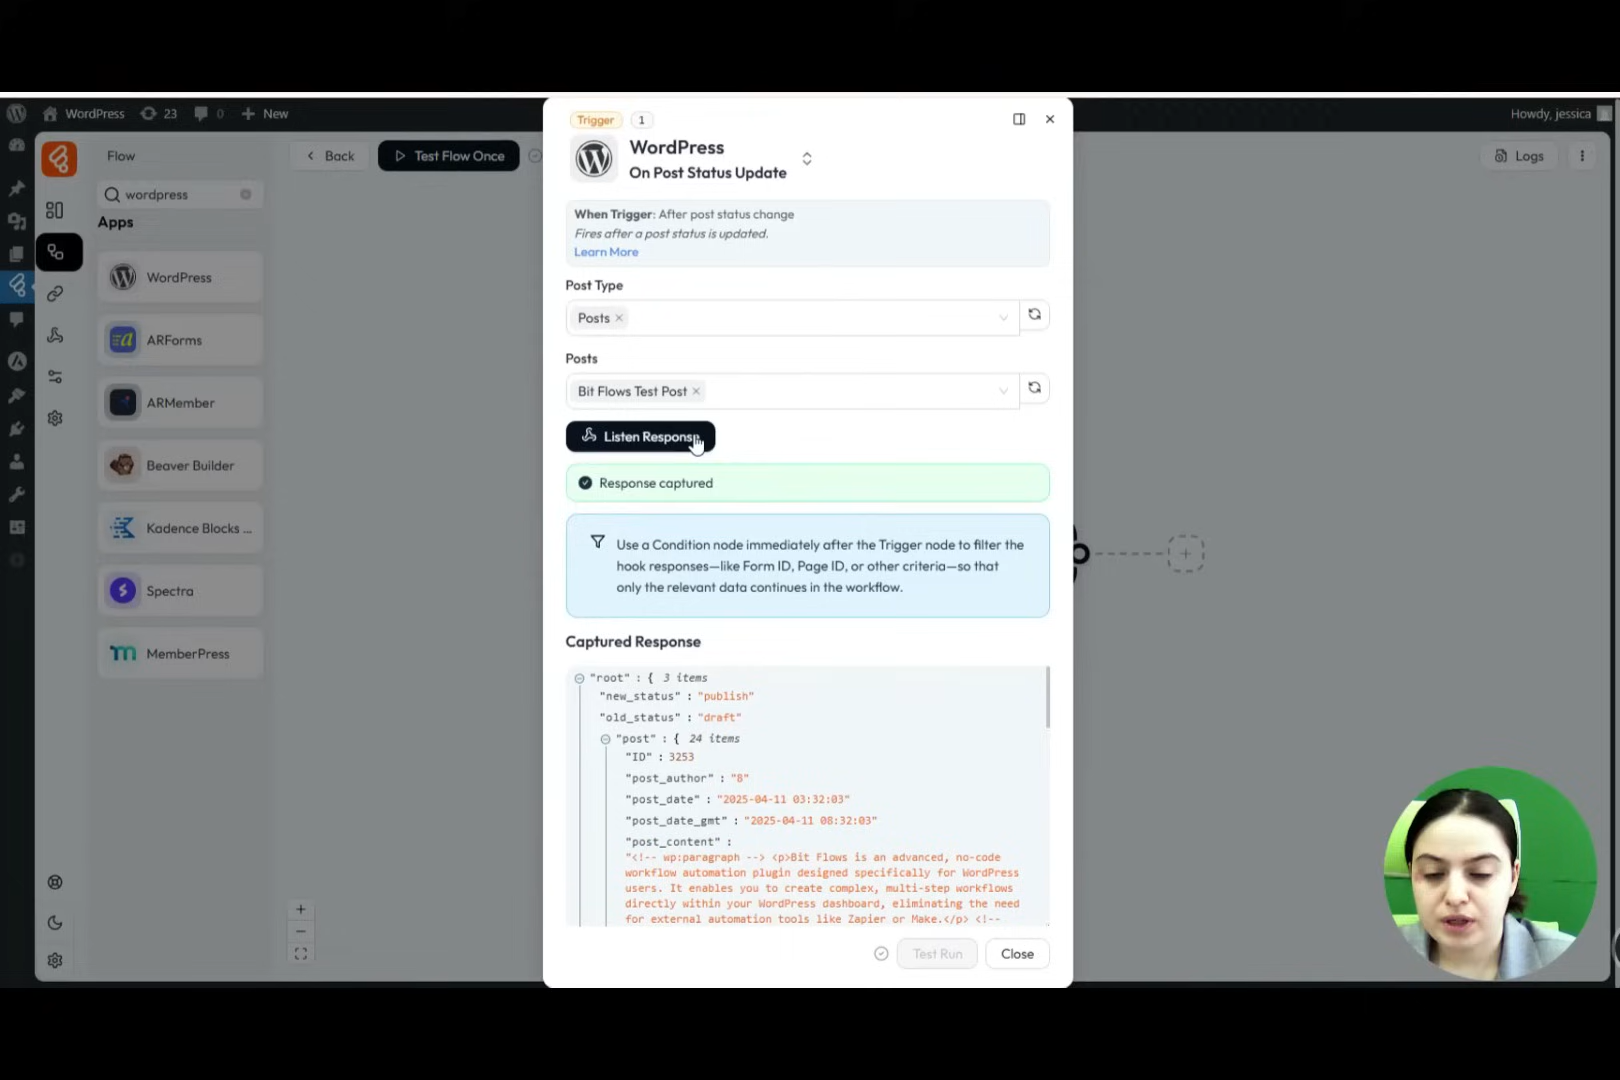 WordPress
23
0
New
Howdy, jessica
Flow
Back
Test Flow Once
Logs
wordpress
Apps
WordPress
ARForms
ARMember
Beaver Builder
Kadence Blocks ...
Spectra
MemberPress
Trigger
1
WordPress
On Post Status Update
When Trigger: After post status change
Fires after a post status is updated.
Learn More
Post Type
Posts
Posts
Bit Flows Test Post
Listen Response
Response captured
Use a Condition node immediately after the Trigger node to filter the
hook responses—like Form ID, Page ID, or other criteria—so that
only the relevant data continues in the workflow.
Captured Response
"root" : { 3 items
"new_status" : "publish"
"old_status" : "draft"
"post" : { 24 items
"ID" : 3253
"post_author" : "8"
"post_date" : "2025-04-11 03:32:03"
"post_date_gmt" : "2025-04-11 08:32:03"
"post_content" :
"<!-- wp:paragraph --> <p>Bit Flows is an advanced, no-code
workflow automation plugin designed specifically for WordPress
users. It enables you to create complex, multi-step workflows
directly within your WordPress dashboard, eliminating the need
for external automation tools like Zapier or Make.</p> <!--
Test Run
Close